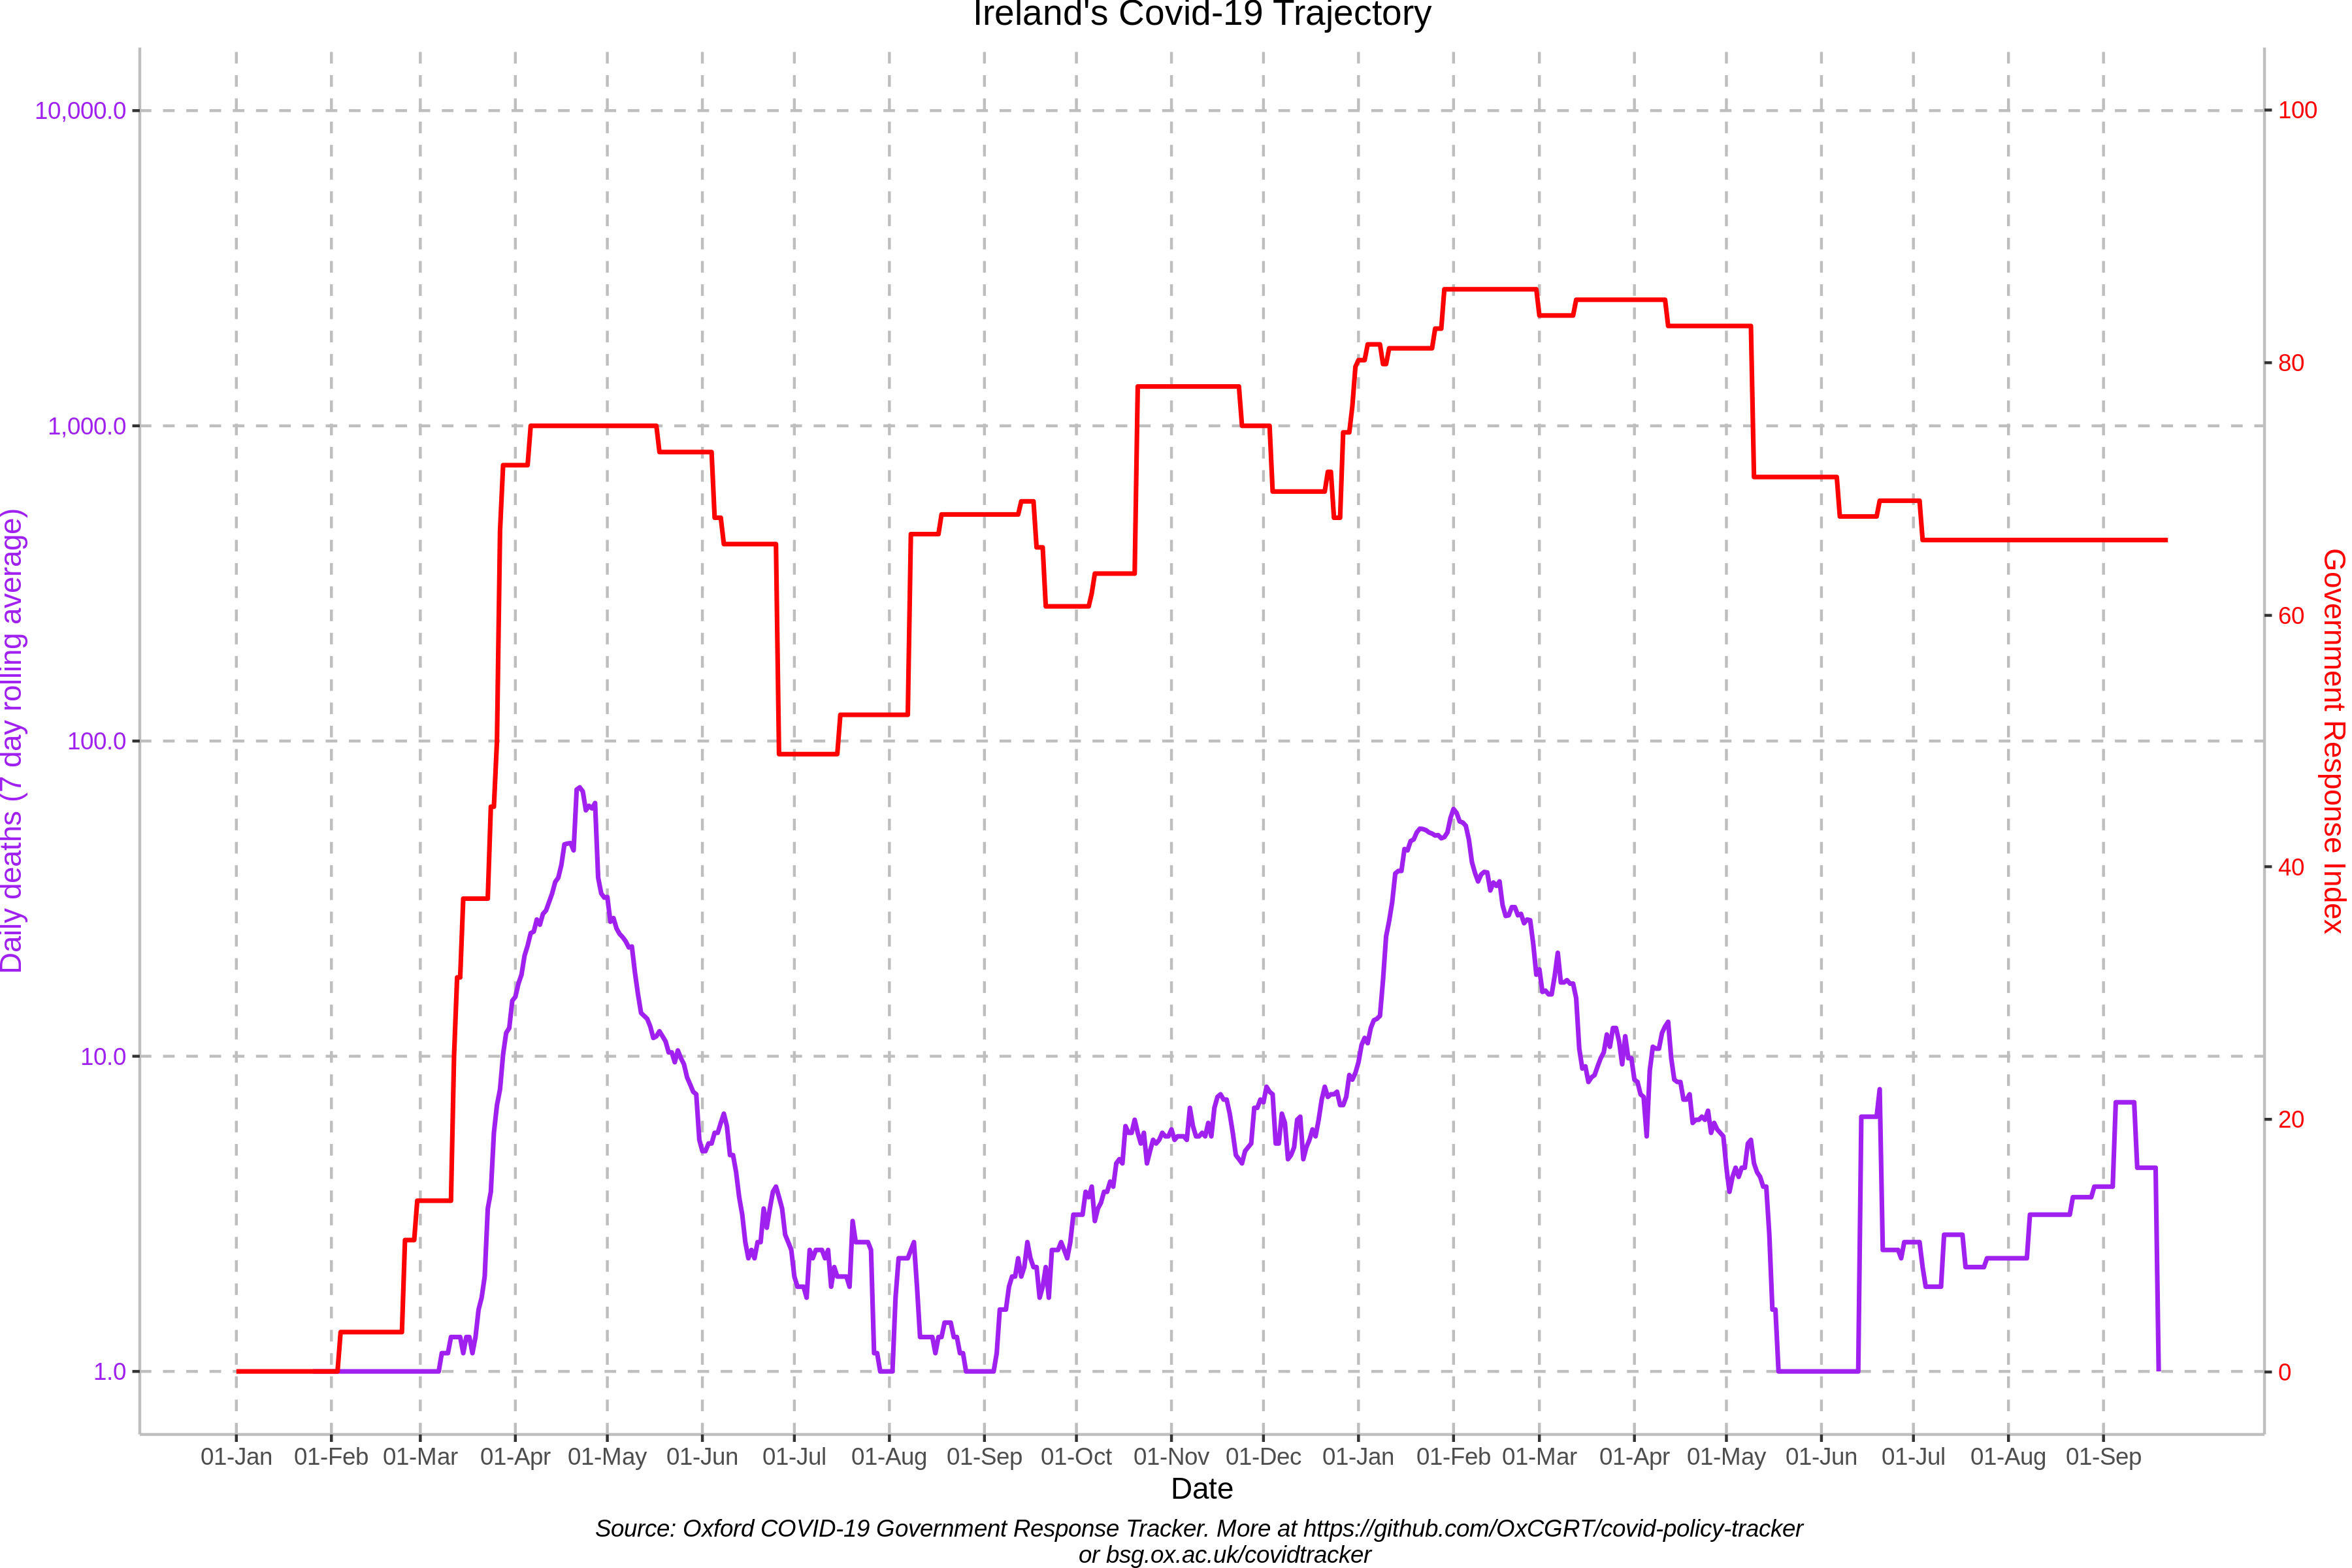 Ireland's Covid-19 Trajectory
10,000.0
1,000.0
100.0
10.0
1.0
Daily deaths (7 day rolling average)
100
80
60
40
20
0
Government Response Index
01-Jan 01-Feb 01-Mar 01-Apr 01-May 01-Jun 01-Jul 01-Aug 01-Sep 01-Oct 01-Nov 01-Dec 01-Jan 01-Feb 01-Mar 01-Apr 01-May 01-Jun 01-Jul 01-Aug 01-Sep
Date
Source: Oxford COVID-19 Government Response Tracker. More at https://github.com/OxCGRT/covid-policy-tracker
or bsg.ox.ac.uk/covidtracker